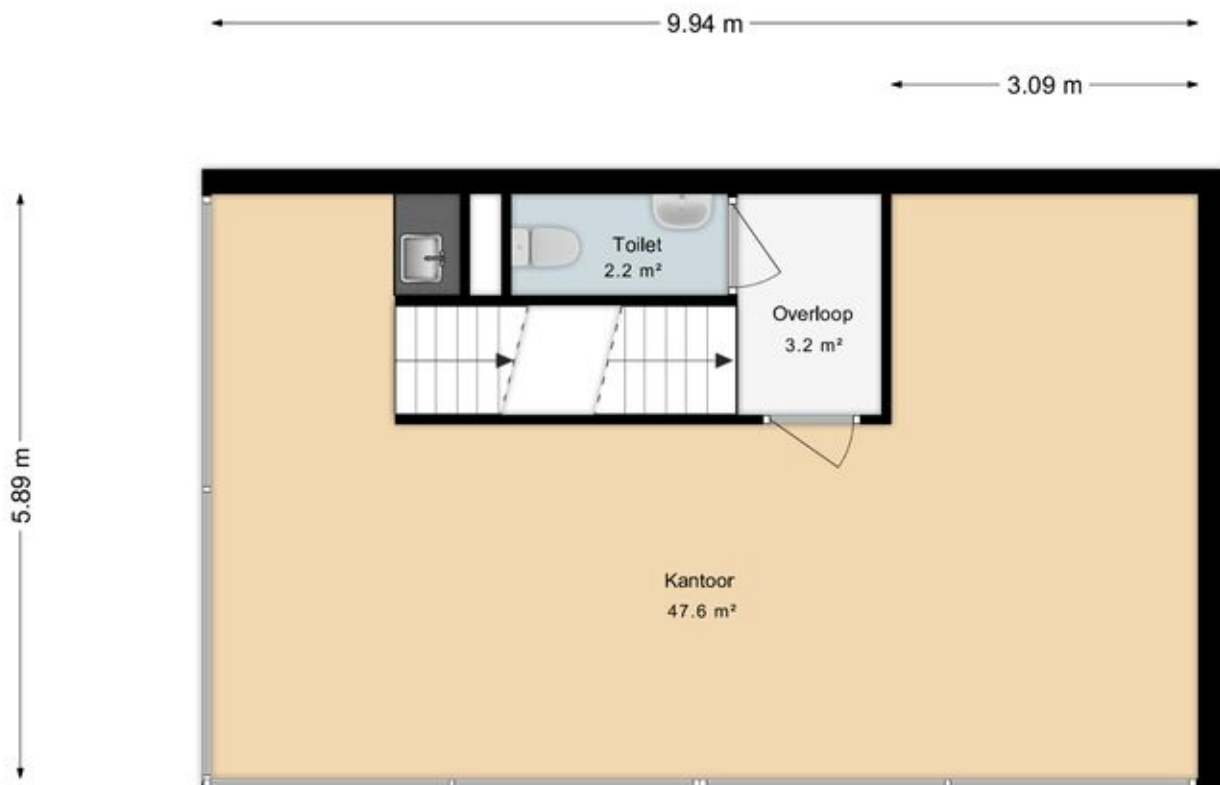 9.94 m
3.09 m
5.89 m
Toilet
2.2 m²
Overloop
3.2 m²
Kantoor
47.6 m²